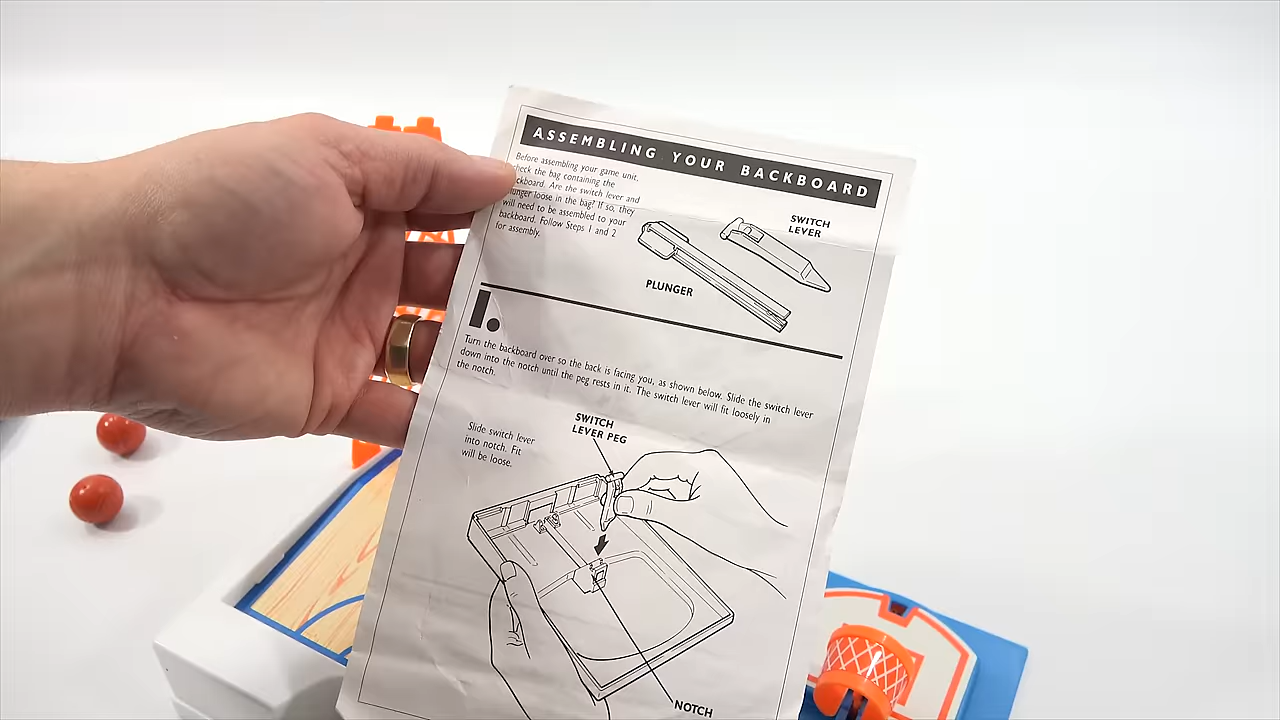 ASSEMBLING YOUR BACKBOARD
Before assembling your game unit,
check the bag containing the
backboard. Are the switch lever and
plunger loose in the bag? If so, they
will need to be assembled to your
backboard. Follow Steps 1 and 2
for assembly.
SWITCH
LEVER
PLUNGER
1.
Turn the backboard over so the back is facing you, as shown below. Slide the switch lever
down into the notch until the peg rests in it. The switch lever will fit loosely in
the notch.
SWITCH
LEVER PEG
Slide switch lever
into notch. Fit
will be loose.
NOTCH